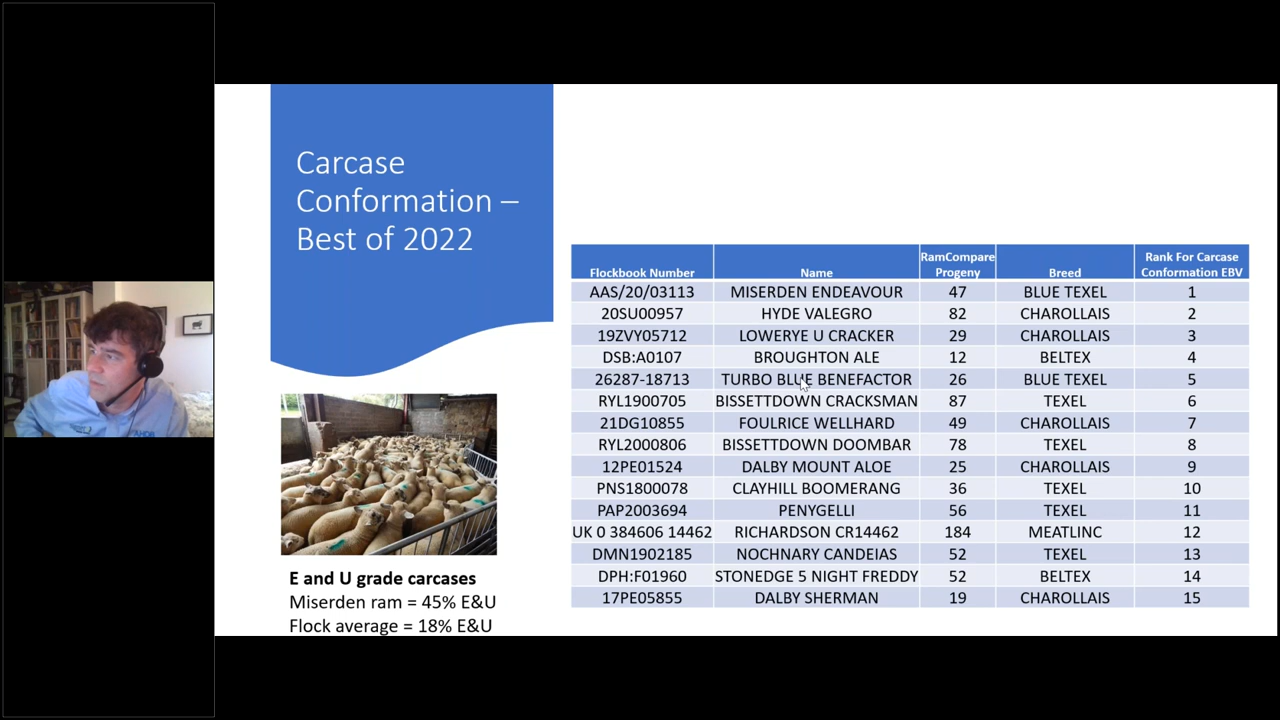 Carcase
Conformation –
Best of 2022
E and U grade carcases
Miserden ram = 45% E&U
Flock average = 18% E&U
Flockbook Number Name RamCompare Progeny Breed Rank For Carcase Conformation EBV
AAS/20/03113 MISERDEN ENDEAVOUR 47 BLUE TEXEL 1
20SU00957 HYDE VALEGRO 82 CHAROLLAIS 2
19ZVY05712 LOWERYE U CRACKER 29 CHAROLLAIS 3
DSB:A0107 BROUGHTON ALE 12 BELTEX 4
26287-18713 TURBO BLUE BENEFACTOR 26 BLUE TEXEL 5
RYL1900705 BISSETTDOWN CRACKSMAN 87 TEXEL 6
21DG10855 FOULRICE WELLHARD 49 CHAROLLAIS 7
RYL2000806 BISSETTDOWN DOOMBAR 78 TEXEL 8
12PE01524 DALBY MOUNT ALOE 25 CHAROLLAIS 9
PNS1800078 CLAYHILL BOOMERANG 36 TEXEL 10
PAP2003694 PENYGELLI 56 TEXEL 11
UK 0 384606 14462 RICHARDSON CR14462 184 MEATLINC 12
DMN1902185 NOCHNARY CANDEIAS 52 TEXEL 13
DPH:F01960 STONEDGE 5 NIGHT FREDDY 52 BELTEX 14
17PE05855 DALBY SHERMAN 19 CHAROLLAIS 15